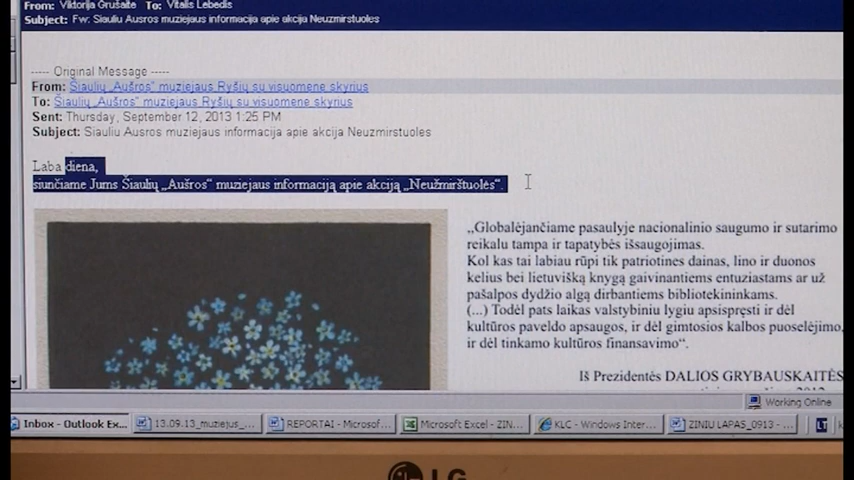 From: Viktorija Grušaitė To: Vitalis Lebedis
Subject: Fw: Siauliu Ausros muziejaus informacija apie akcija Neuzmirstuoles
----- Original Message -----
From: Šiaulių „Aušros" muziejaus Ryšių su visuomene skyrius
To: Šiaulių „Aušros" muziejaus Ryšių su visuomene skyrius
Sent: Thursday, September 12, 2013 1:25 PM
Subject: Siauliu Ausros muziejaus informacija apie akcija Neuzmirstuoles
Laba diena,
siunčiame Jums Šiaulių „Aušros“ muziejaus informaciją apie akciją „Neužmirštuolės“.
„Globalėjančiame pasaulyje nacionalinio saugumo ir sutarimo
reikalu tampa ir tapatybės išsaugojimas.
Kol kas tai labiau rūpi tik patriotines dainas, lino ir duonos
kelius bei lietuvišką knygą gaivinantiems entuziastams ar už
pašalpos dydžio algą dirbantiems bibliotekininkams.
(...) Todėl pats laikas valstybiniu lygiu apsispręsti ir dėl
kultūros paveldo apsaugos, ir dėl gimtosios kalbos puoselėjimo,
ir dėl tinkamo kultūros finansavimo“.
Iš Prezidentės DALIOS GRYBAUSKAITĖS
Working Online
Inbox - Outlook Ex... 13.09.13_muziejus_... REPORTAI - Microsof... Microsoft Excel - ZIN... KLC - Windows Inter... ZINIU LAPAS_0913 - ... LT
LG